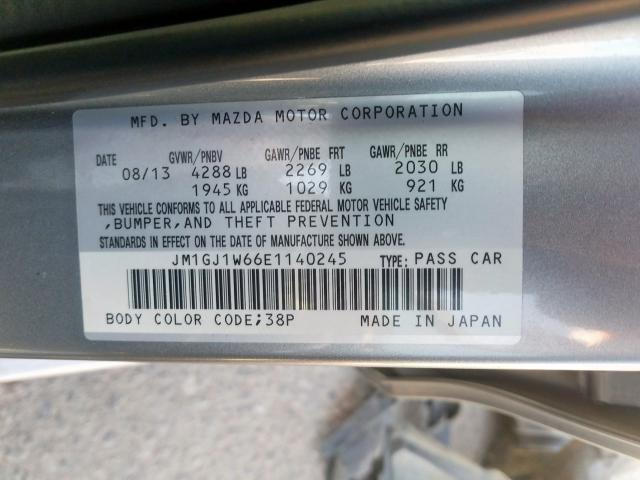 MFD. BY MAZDA MOTOR CORPORATION
DATE GVWR/PNBV GAWR/PNBE FRT GAWR/PNBE RR
08/13 4288 LB 2269 LB 2030 LB
1945 KG 1029 KG 921 KG
THIS VEHICLE CONFORMS TO ALL APPLICABLE FEDERAL MOTOR VEHICLE SAFETY
,BUMPER,AND THEFT PREVENTION
STANDARDS IN EFFECT ON THE DATE OF MANUFACTURE SHOWN ABOVE.
JM1GJ1W66E1140245 TYPE: PASS CAR
BODY COLOR CODE;38P MADE IN JAPAN